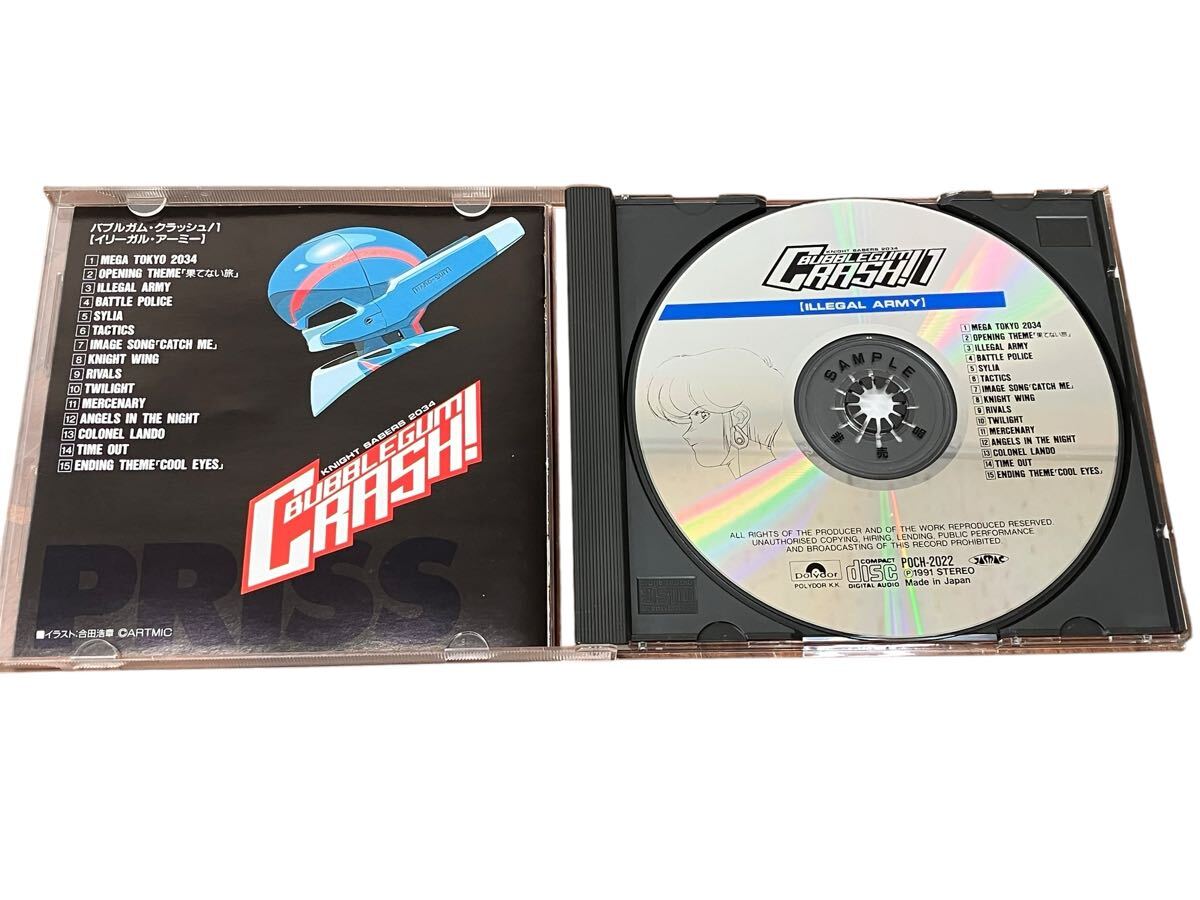 バブルガム・クラッシュ!1
【イリーガル・アーミー】
1 MEGA TOKYO 2034
2 OPENING THEME「果てない旅」
3 ILLEGAL ARMY
4 BATTLE POLICE
5 SYLIA
6 TACTICS
7 IMAGE SONG「CATCH ME」
8 KNIGHT WING
9 RIVALS
10 TWILIGHT
11 MERCENARY
12 ANGELS IN THE NIGHT
13 COLONEL LANDO
14 TIME OUT
15 ENDING THEME「COOL EYES」
KNIGHT SABERS 2034
BUBBLEGUM
CRASH!
PRISS
■イラスト:合田浩章 ©ARTMIC
KNIGHT SABERS 2034
BUBBLEGUM
CRASH!1
【ILLEGAL ARMY】
1 MEGA TOKYO 2034
2 OPENING THEME「果てない旅」
3 ILLEGAL ARMY
4 BATTLE POLICE
5 SYLIA
6 TACTICS
7 IMAGE SONG「CATCH ME」
8 KNIGHT WING
9 RIVALS
10 TWILIGHT
11 MERCENARY
12 ANGELS IN THE NIGHT
13 COLONEL LANDO
14 TIME OUT
15 ENDING THEME「COOL EYES」
SAMPLE
非売品
ALL RIGHTS OF THE PRODUCER AND OF THE WORK REPRODUCED RESERVED.
UNAUTHORISED COPYING, HIRING, LENDING, PUBLIC PERFORMANCE
AND BROADCASTING OF THIS RECORD PROHIBITED.
polydor
POLYDOR K.K.
COMPACT
disc
DIGITAL AUDIO
POCH-2022
℗1991 STEREO
Made in Japan